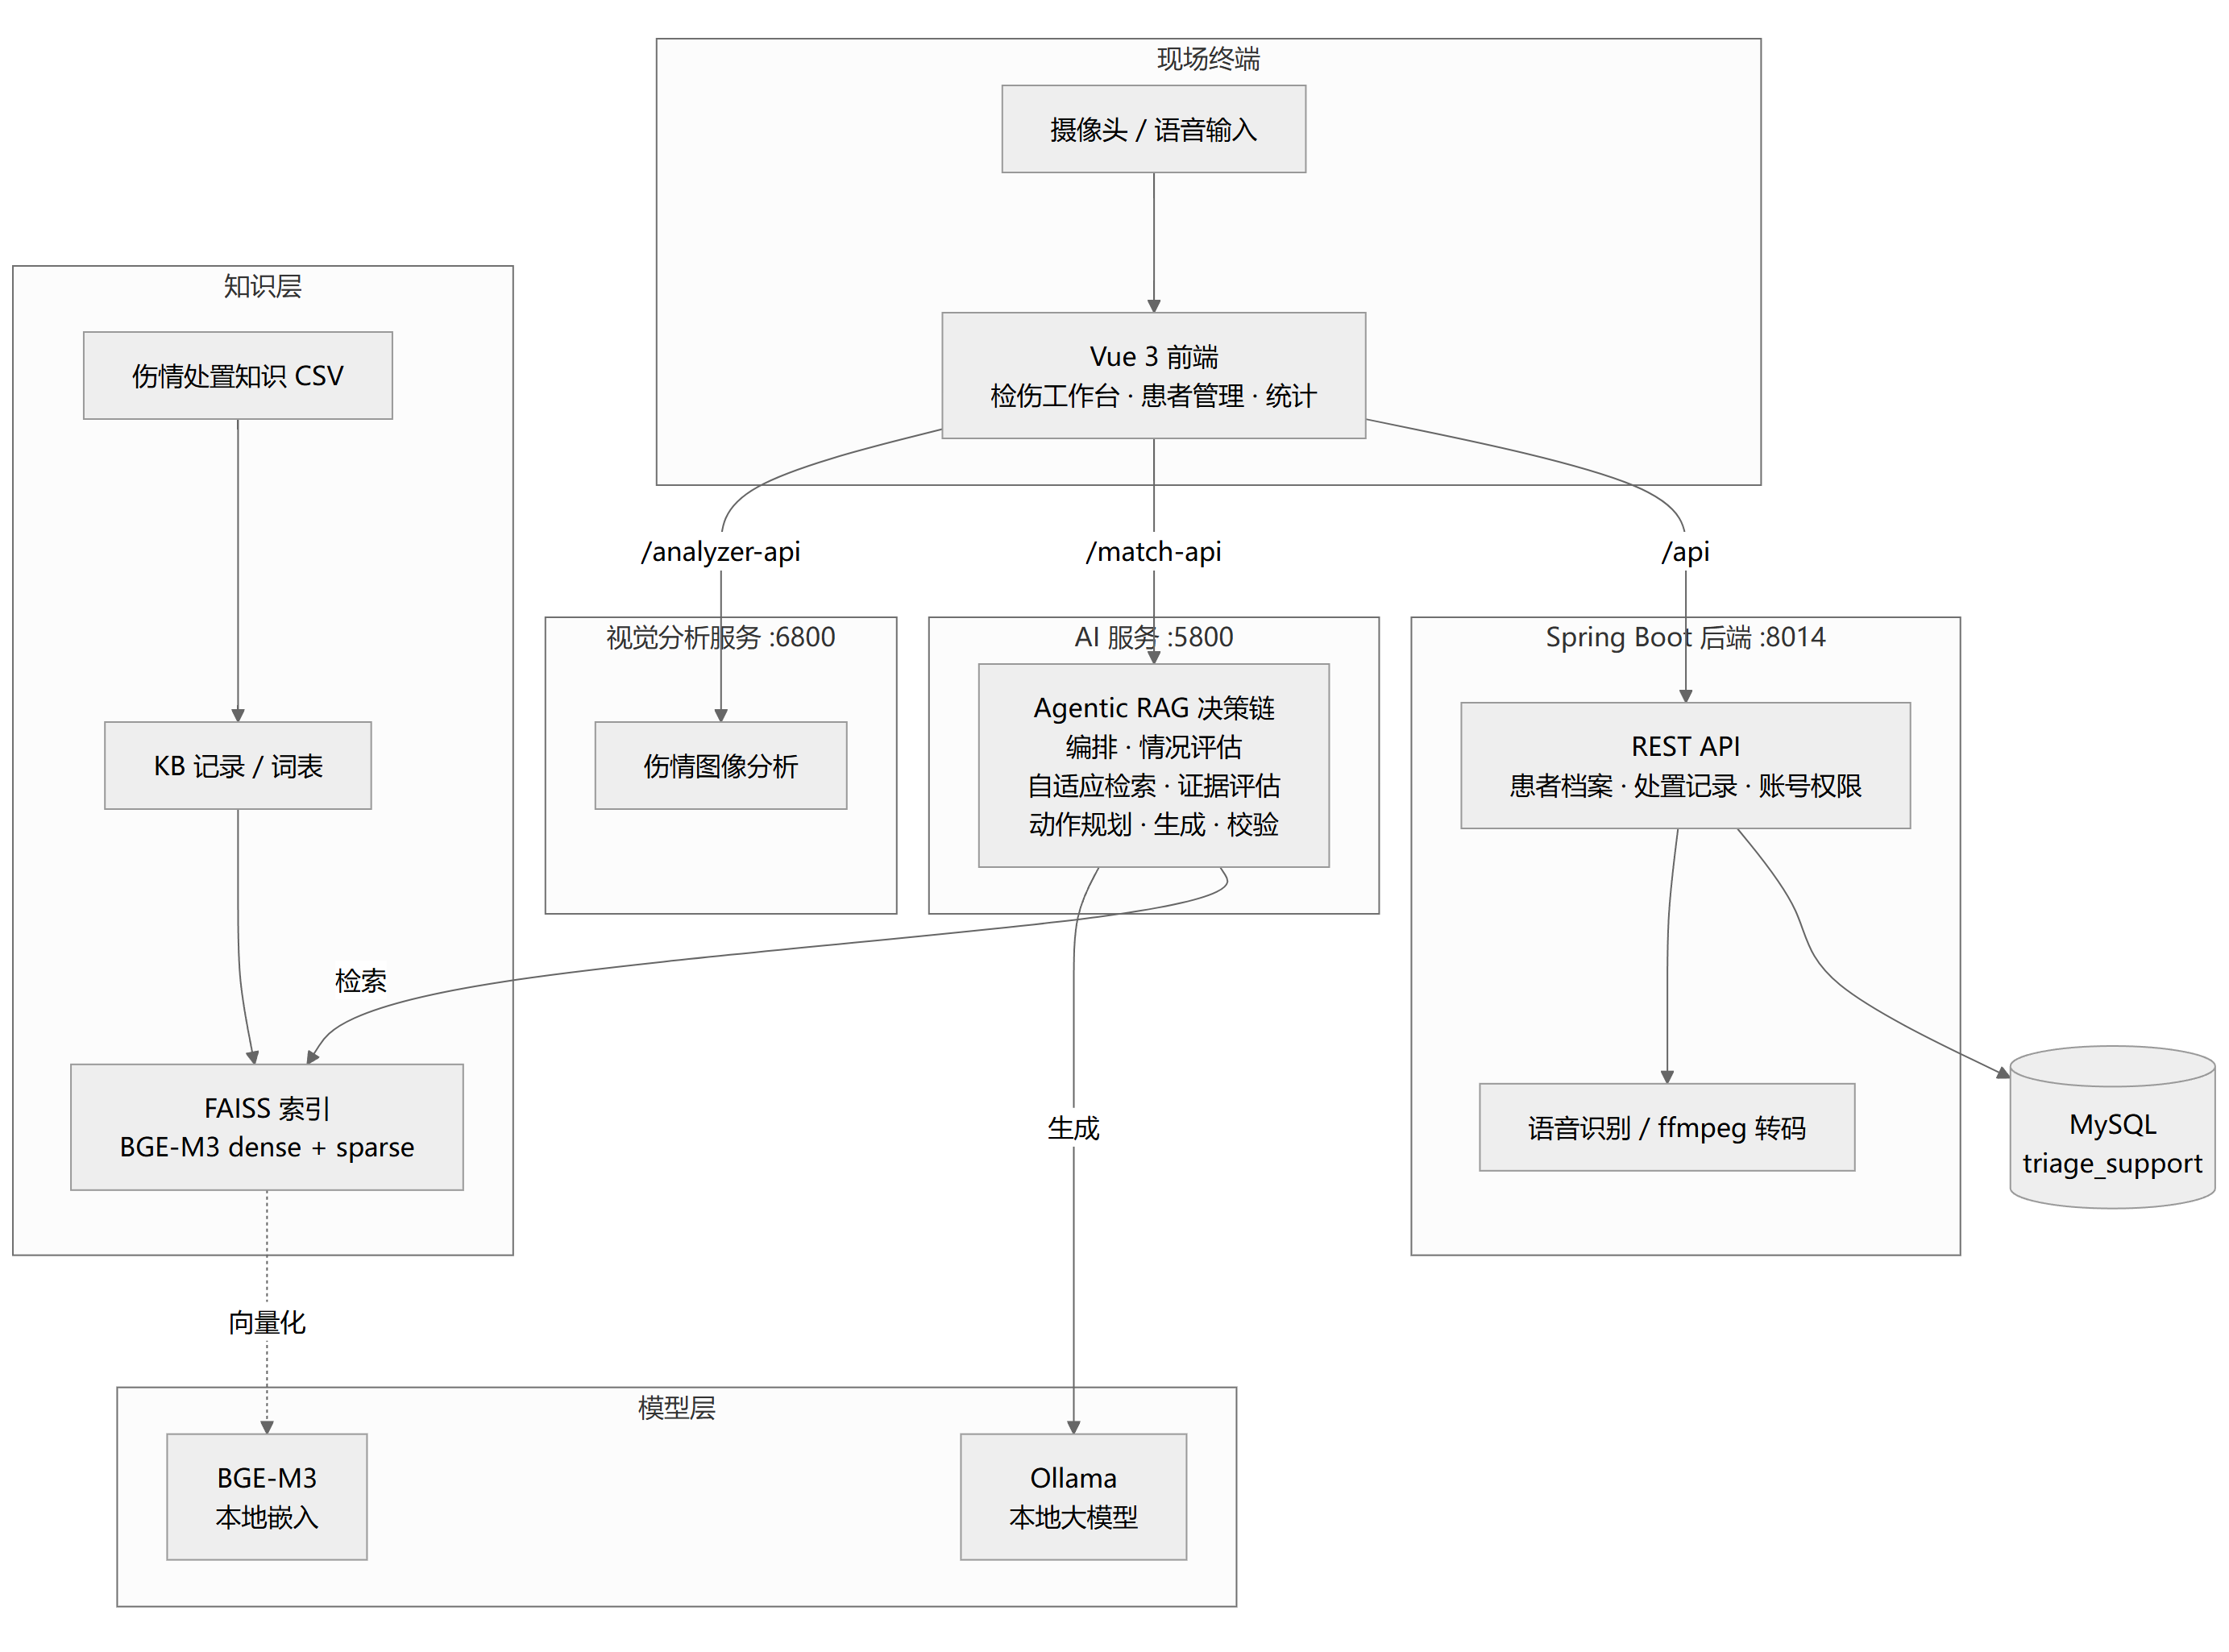 现场终端
摄像头 / 语音输入
Vue 3 前端
检伤工作台 · 患者管理 · 统计
知识层
伤情处置知识 CSV
KB 记录 / 词表
FAISS 索引
BGE-M3 dense + sparse
/analyzer-api
/match-api
/api
视觉分析服务 :6800
伤情图像分析
AI 服务 :5800
Agentic RAG 决策链
编排 · 情况评估
自适应检索 · 证据评估
动作规划 · 生成 · 校验
Spring Boot 后端 :8014
REST API
患者档案 · 处置记录 · 账号权限
语音识别 / ffmpeg 转码
MySQL
triage_support
检索
生成
向量化
模型层
BGE-M3
本地嵌入
Ollama
本地大模型